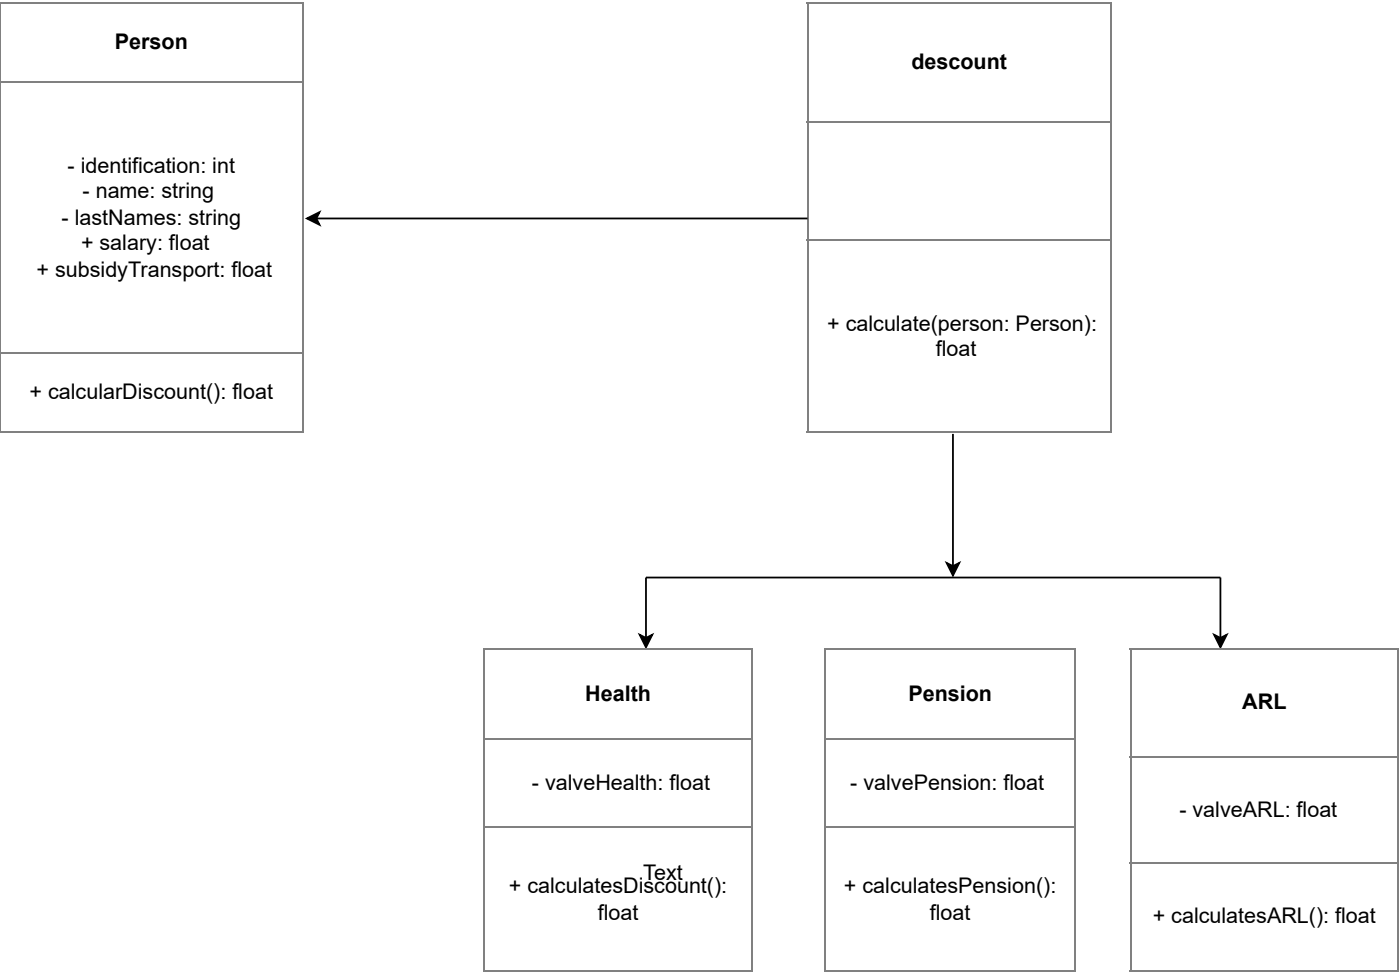 Person
- identification: int
- name: string
- lastNames: string
+ salary: float
+ subsidyTransport: float
+ calcularDiscount(): float
descount
+ calculate(person: Person):
float
Health
- valveHealth: float
Text
+ calculatesDiscount():
float
Pension
- valvePension: float
+ calculatesPension():
float
ARL
- valveARL: float
+ calculatesARL(): float